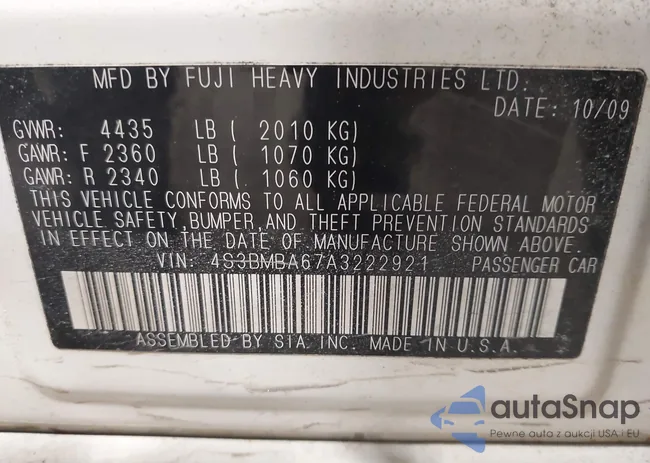 MFD BY FUJI HEAVY INDUSTRIES LTD.
DATE: 10/09
GVWR: 4435 LB ( 2010 KG)
GAWR: F 2360 LB ( 1070 KG)
GAWR: R 2340 LB ( 1060 KG)
THIS VEHICLE CONFORMS TO ALL APPLICABLE FEDERAL MOTOR
VEHICLE SAFETY, BUMPER, AND THEFT PREVENTION STANDARDS
IN EFFECT ON THE DATE OF MANUFACTURE SHOWN ABOVE.
VIN: 4S3BMBA67A3222921 PASSENGER CAR
ASSEMBLED BY SIA, INC. MADE IN U.S.A.
autoSnap
Pewne auta z aukcji USA i EU